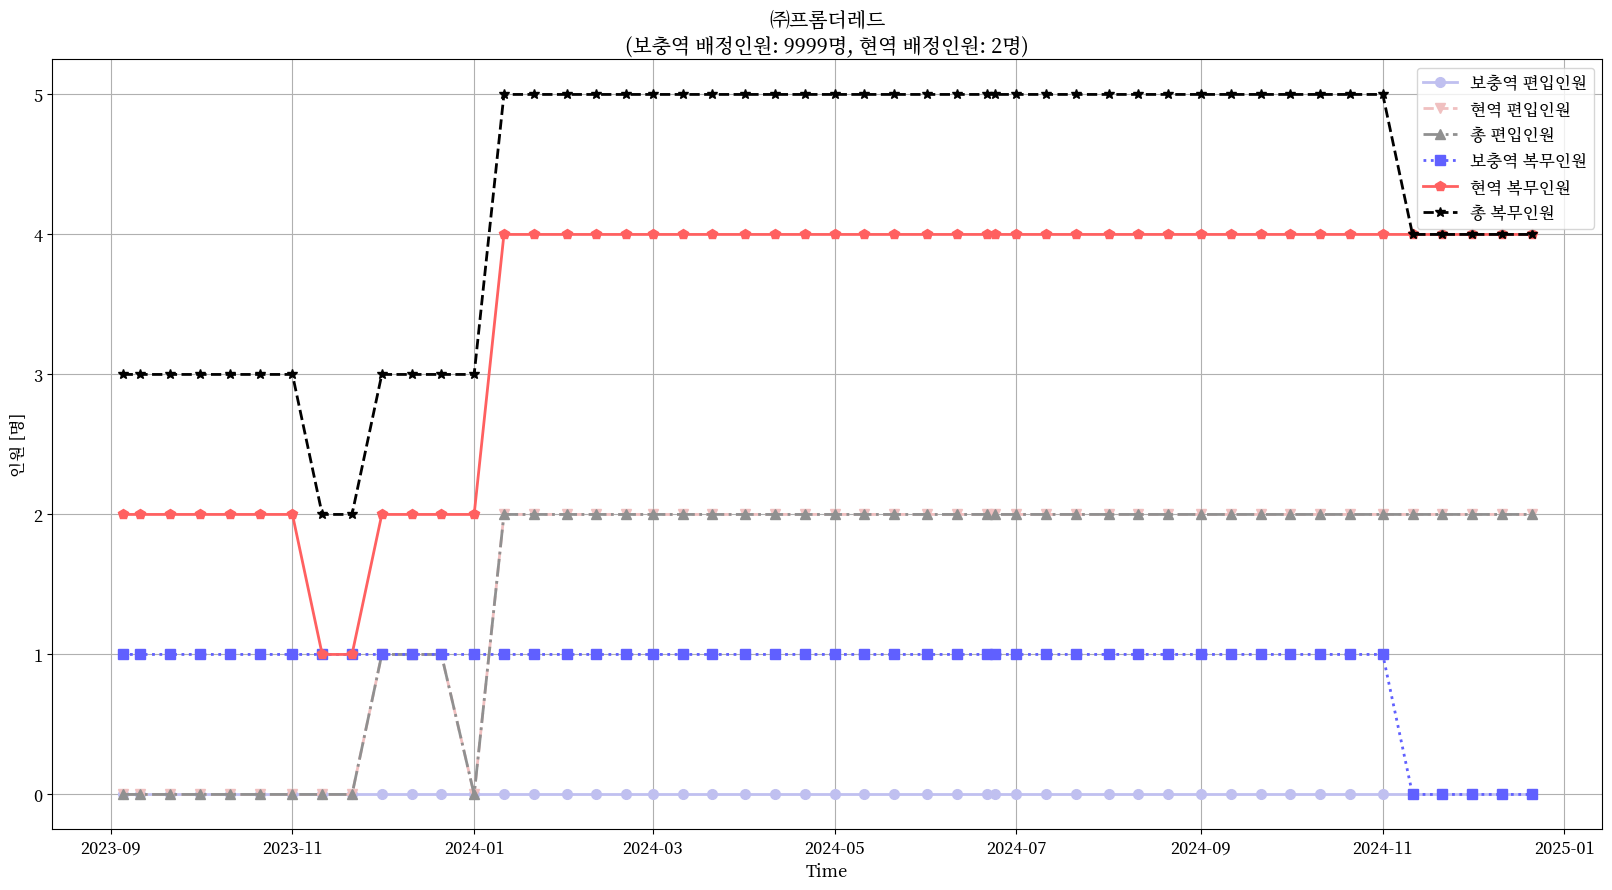 ㈜프롬더레드
(보충역 배정인원: 9999명, 현역 배정인원: 2명)
보충역 편입인원
현역 편입인원
총 편입인원
보충역 복무인원
현역 복무인원
총 복무인원
인원 [명]
5
4
3
2
1
0
2023-09
2023-11
2024-01
2024-03
2024-05
2024-07
2024-09
2024-11
2025-01
Time